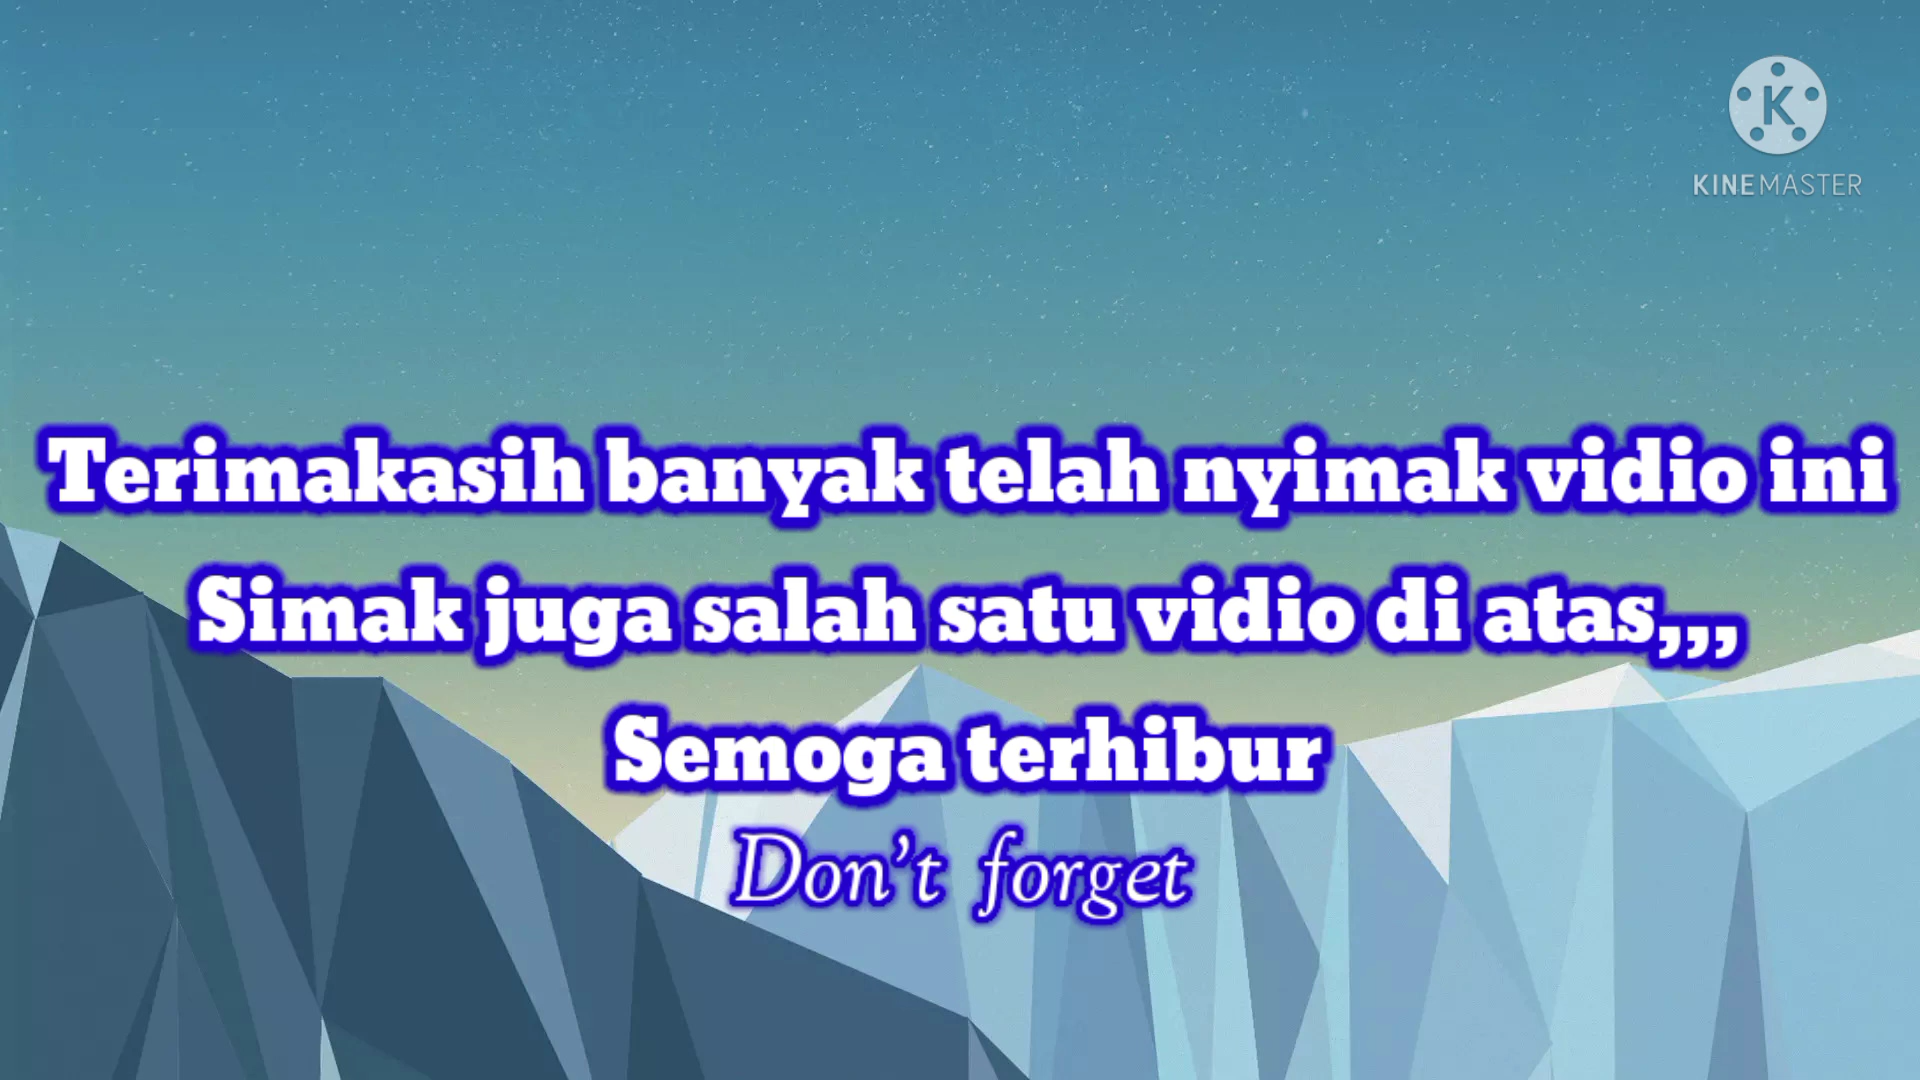 K
KINEMASTER
Terimakasih banyak telah nyimak vidio ini
Simak juga salah satu vidio di atas,,,
Semoga terhibur
Don't forget